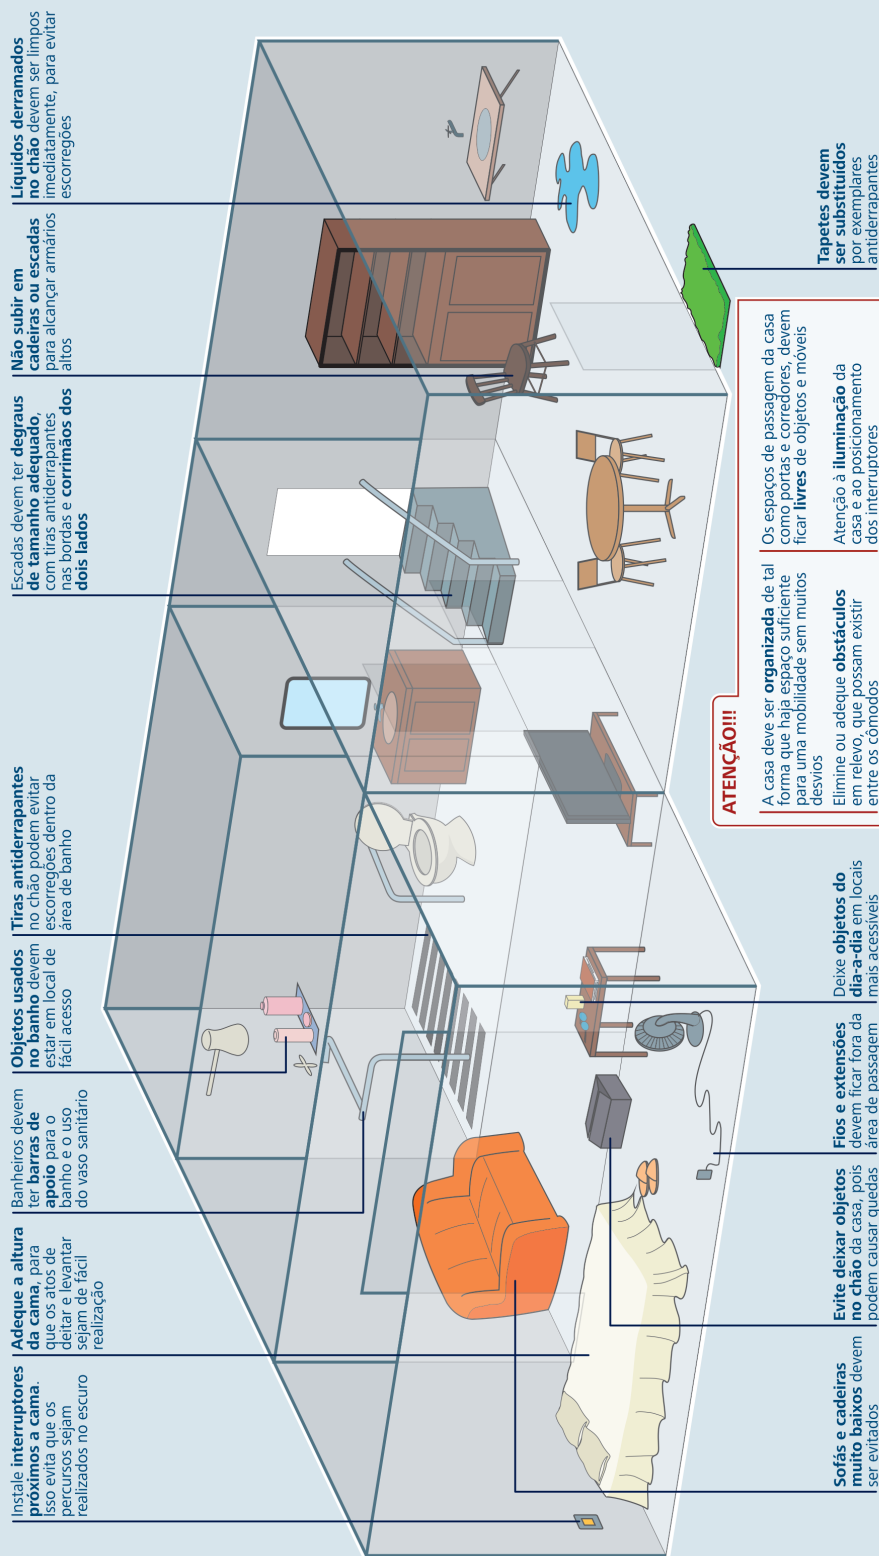 Instale interruptores
próximos a cama.
Isso evita que os
percursos sejam
realizados no escuro
Adeque a altura
da cama, para
que os atos de
deitar e levantar
sejam de fácil
realização
Banheiros devem
ter barras de
apoio para o
banho e o uso
do vaso sanitário
Objetos usados
no banho devem
estar em local de
fácil acesso
Tiras antiderrapantes
no chão podem evitar
escorregões dentro da
área de banho
Escadas devem ter degraus
de tamanho adequado,
com tiras antiderrapantes
nas bordas e corrimãos dos
dois lados
Não subir em
cadeiras ou escadas
para alcançar armários
altos
Líquidos derramados
no chão devem ser limpos
imediatamente, para evitar
escorregões
Sofás e cadeiras
muito baixos devem
ser evitados
Evite deixar objetos
no chão da casa, pois
podem causar quedas
Fios e extensões
devem ficar fora da
área de passagem
Deixe objetos do
dia-a-dia em locais
mais acessíveis
ATENÇÃO!!!
A casa deve ser organizada de tal
forma que haja espaço suficiente
para uma mobilidade sem muitos
desvios
Elimine ou adeque obstáculos
em relevo, que possam existir
entre os cômodos
Os espaços de passagem da casa
como portas e corredores, devem
ficar livres de objetos e móveis
Atenção à iluminação da
casa e ao posicionamento
dos interruptores
Tapetes devem
ser substituídos
por exemplares
antiderrapantes